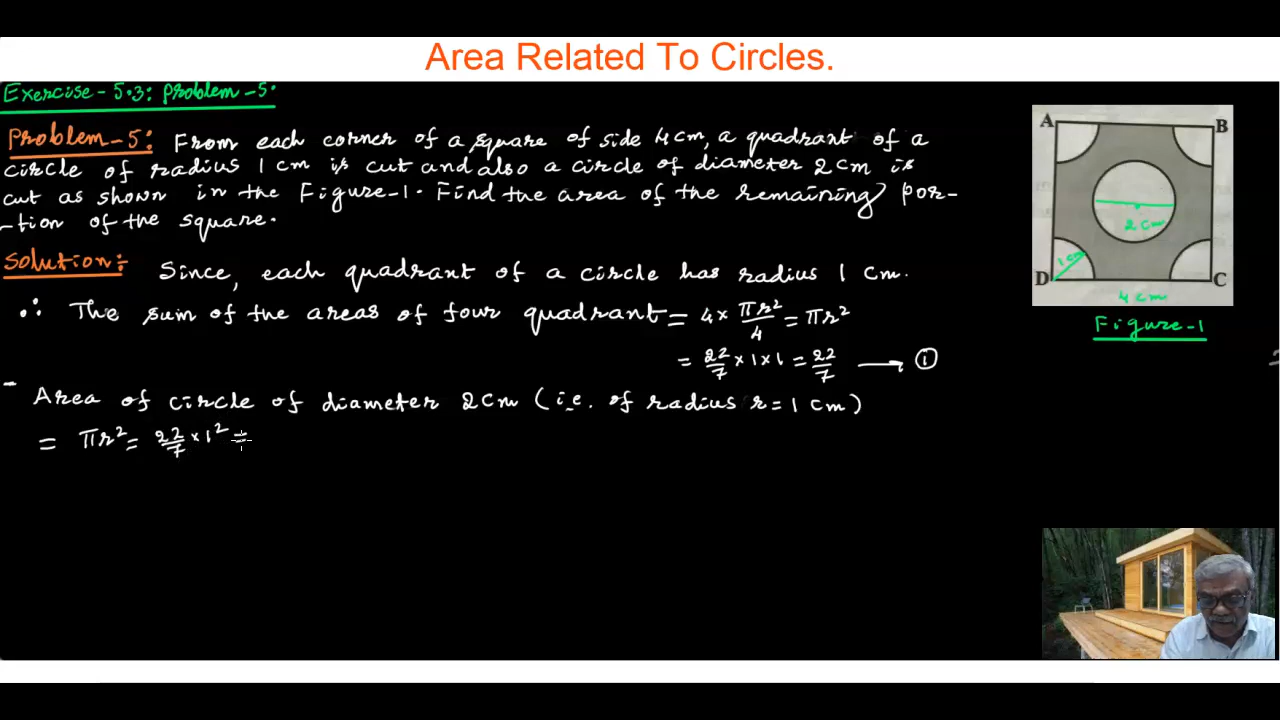 Area Related To Circles.
Exercise - 5.3: Problem - 5.
Problem-5: From each corner of a square of side 4cm, a quadrant of a
circle of radius 1 cm is cut and also a circle of diameter 2 cm is
cut as shown in the Figure-1. Find the area of the remaining por-
-tion of the square.
Solution:- Since, each quadrant of a circle has radius 1 cm.
∴ The sum of the areas of four quadrant = 4 × πr²/4 = πr²
= 22/7 × 1 × 1 = 22/7 → ①
Area of circle of diameter 2cm (i.e. of radius r = 1 cm)
= πr² = 22/7 × 1² =
A
B
2 cm
1 cm
D
C
4 cm
Figure-1